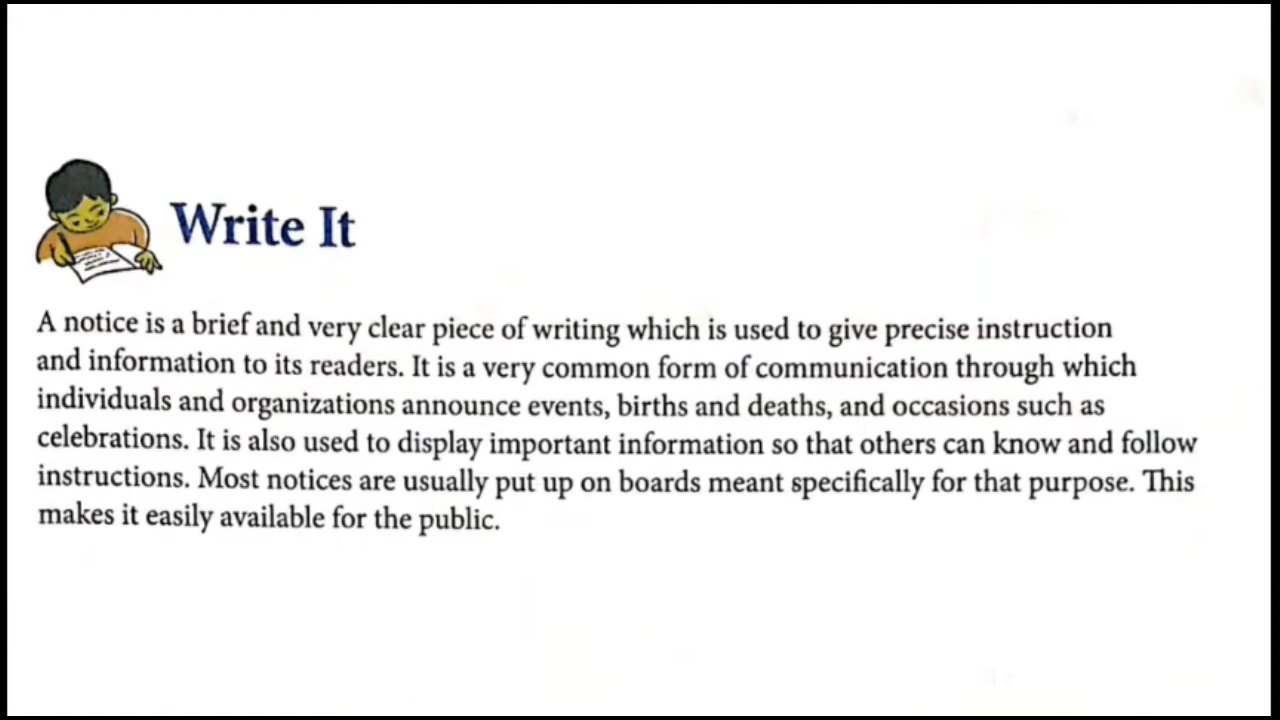 Write It
A notice is a brief and very clear piece of writing which is used to give precise instruction
and information to its readers. It is a very common form of communication through which
individuals and organizations announce events, births and deaths, and occasions such as
celebrations. It is also used to display important information so that others can know and follow
instructions. Most notices are usually put up on boards meant specifically for that purpose. This
makes it easily available for the public.